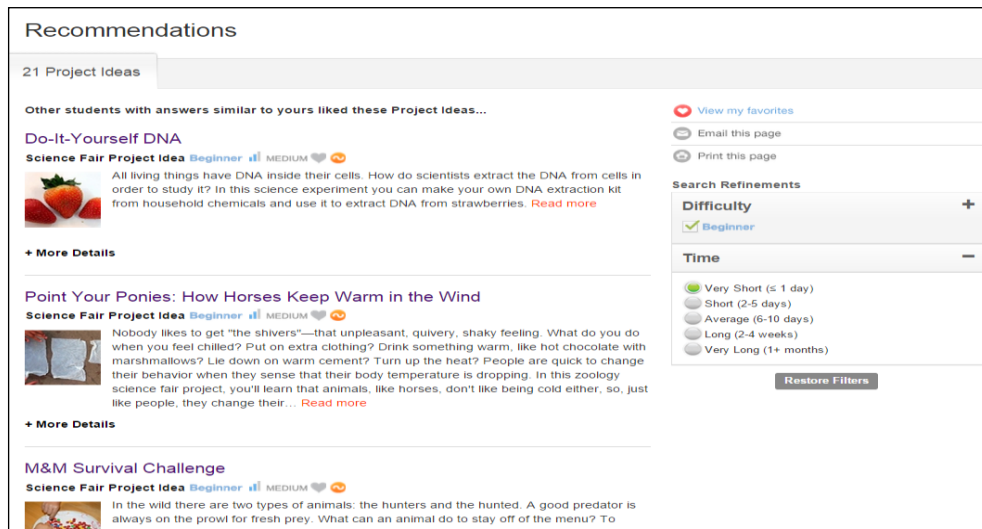 Recommendations
21 Project Ideas
Other students with answers similar to yours liked these Project Ideas...
Do-It-Yourself DNA
Science Fair Project Idea Beginner MEDIUM
All living things have DNA inside their cells. How do scientists extract the DNA from cells in
order to study it? In this science experiment you can make your own DNA extraction kit
from household chemicals and use it to extract DNA from strawberries. Read more
+ More Details
Point Your Ponies: How Horses Keep Warm in the Wind
Science Fair Project Idea Beginner MEDIUM
Nobody likes to get "the shivers"—that unpleasant, quivery, shaky feeling. What do you do
when you feel chilled? Put on extra clothing? Drink something warm, like hot chocolate with
marshmallows? Lie down on warm cement? Turn up the heat? People are quick to change
their behavior when they sense that their body temperature is dropping. In this zoology
science fair project, you'll learn that animals, like horses, don't like being cold either, so, just
like people, they change their... Read more
+ More Details
M&M Survival Challenge
Science Fair Project Idea Beginner MEDIUM
In the wild there are two types of animals: the hunters and the hunted. A good predator is
always on the prowl for fresh prey. What can an animal do to stay off of the menu? To
View my favorites
Email this page
Print this page
Search Refinements
Difficulty +
Beginner
Time −
Very Short (≤ 1 day)
Short (2-5 days)
Average (6-10 days)
Long (2-4 weeks)
Very Long (1+ months)
Restore Filters